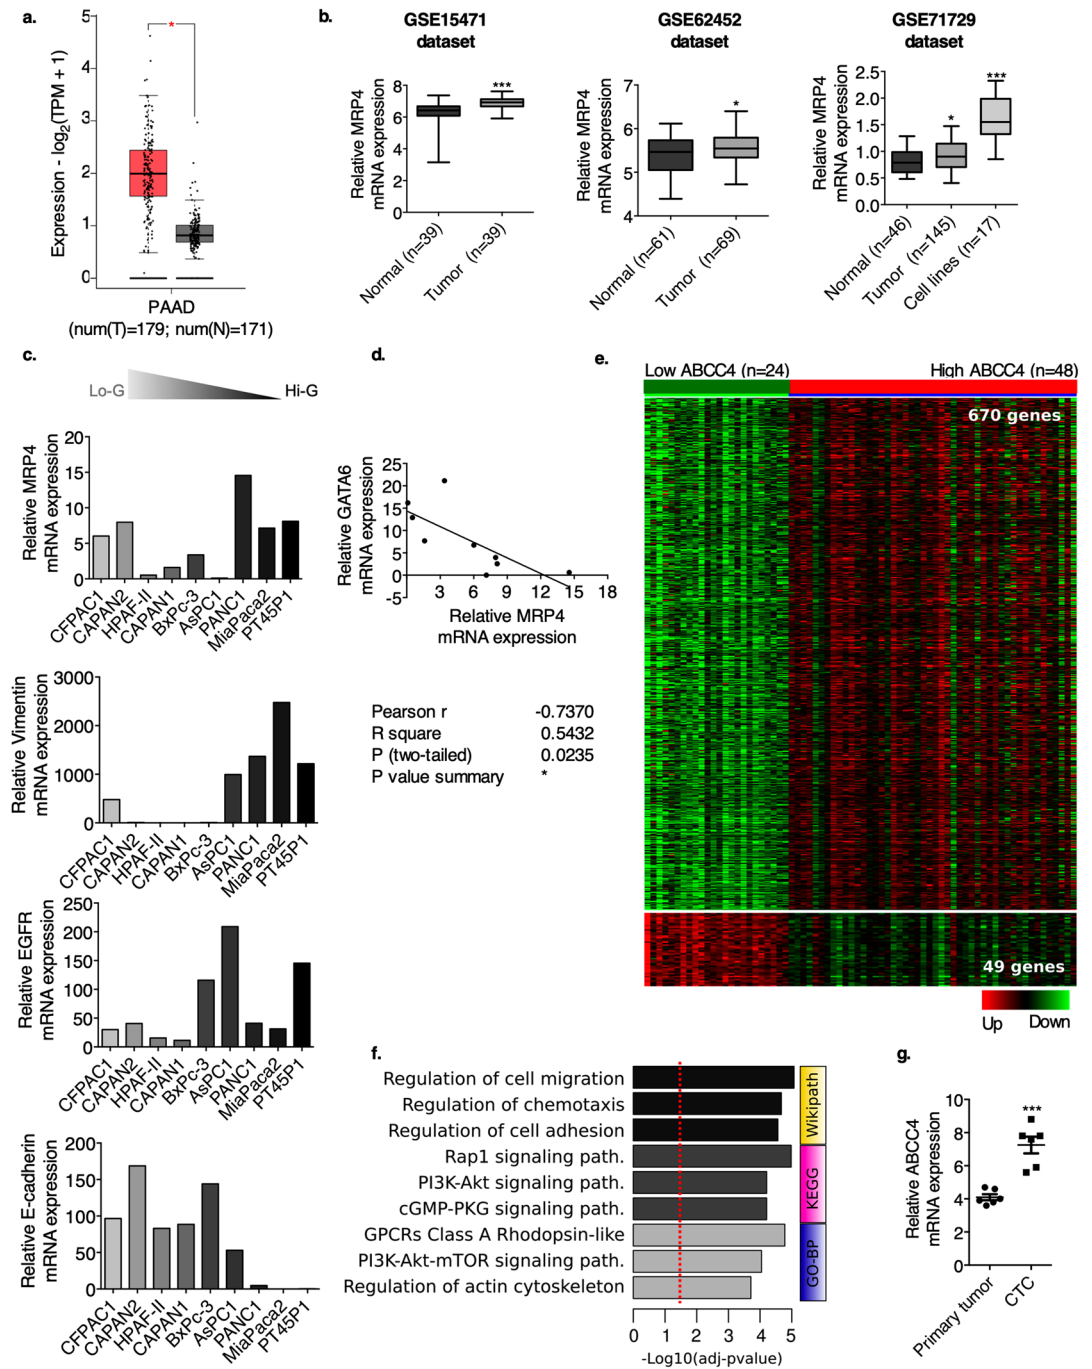 a.
5
4
3
2
1
0
Expression - log2(TPM + 1)
*
PAAD
(num(T)=179; num(N)=171)
b.
GSE15471
dataset
Relative MRP4
mRNA expression
8
6
4
2
0
***
Normal (n=39)
Tumor (n=39)
GSE62452
dataset
Relative MRP4
mRNA expression
7
6
5
4
*
Normal (n=61)
Tumor (n=69)
GSE71729
dataset
Relative MRP4
mRNA expression
2.5
2.0
1.5
1.0
0.5
0.0
*
***
Normal (n=46)
Tumor (n=145)
Cell lines (n=17)
c.
Lo-G
Hi-G
Relative MRP4
mRNA expression
20
15
10
5
0
CFPAC1
CAPAN2
HPAF-II
CAPAN1
BxPc-3
AsPC1
PANC1
MiaPaca2
PT45P1
Relative Vimentin
mRNA expression
3000
2000
1000
0
CFPAC1
CAPAN2
HPAF-II
CAPAN1
BxPc-3
AsPC1
PANC1
MiaPaca2
PT45P1
Relative EGFR
mRNA expression
250
200
150
100
50
0
CFPAC1
CAPAN2
HPAF-II
CAPAN1
BxPc-3
AsPC1
PANC1
MiaPaca2
PT45P1
Relative E-cadherin
mRNA expression
200
150
100
50
0
CFPAC1
CAPAN2
HPAF-II
CAPAN1
BxPc-3
AsPC1
PANC1
MiaPaca2
PT45P1
d.
Relative GATA6
mRNA expression
25
20
15
10
5
0
-5
3
6
9
12
15
18
Relative MRP4
mRNA expression
Pearson r -0.7370
R square 0.5432
P (two-tailed) 0.0235
P value summary *
e.
Low ABCC4 (n=24)
High ABCC4 (n=48)
670 genes
49 genes
Up
Down
f.
Regulation of cell migration
Regulation of chemotaxis
Regulation of cell adhesion
Rap1 signaling path.
PI3K-Akt signaling path.
cGMP-PKG signaling path.
GPCRs Class A Rhodopsin-like
PI3K-Akt-mTOR signaling path.
Regulation of actin cytoskeleton
Wikipath
KEGG
GO-BP
0 1 2 3 4 5
-Log10(adj-pvalue)
g.
Relative ABCC4
mRNA expression
10
8
6
4
2
0
***
Primary tumor
CTC